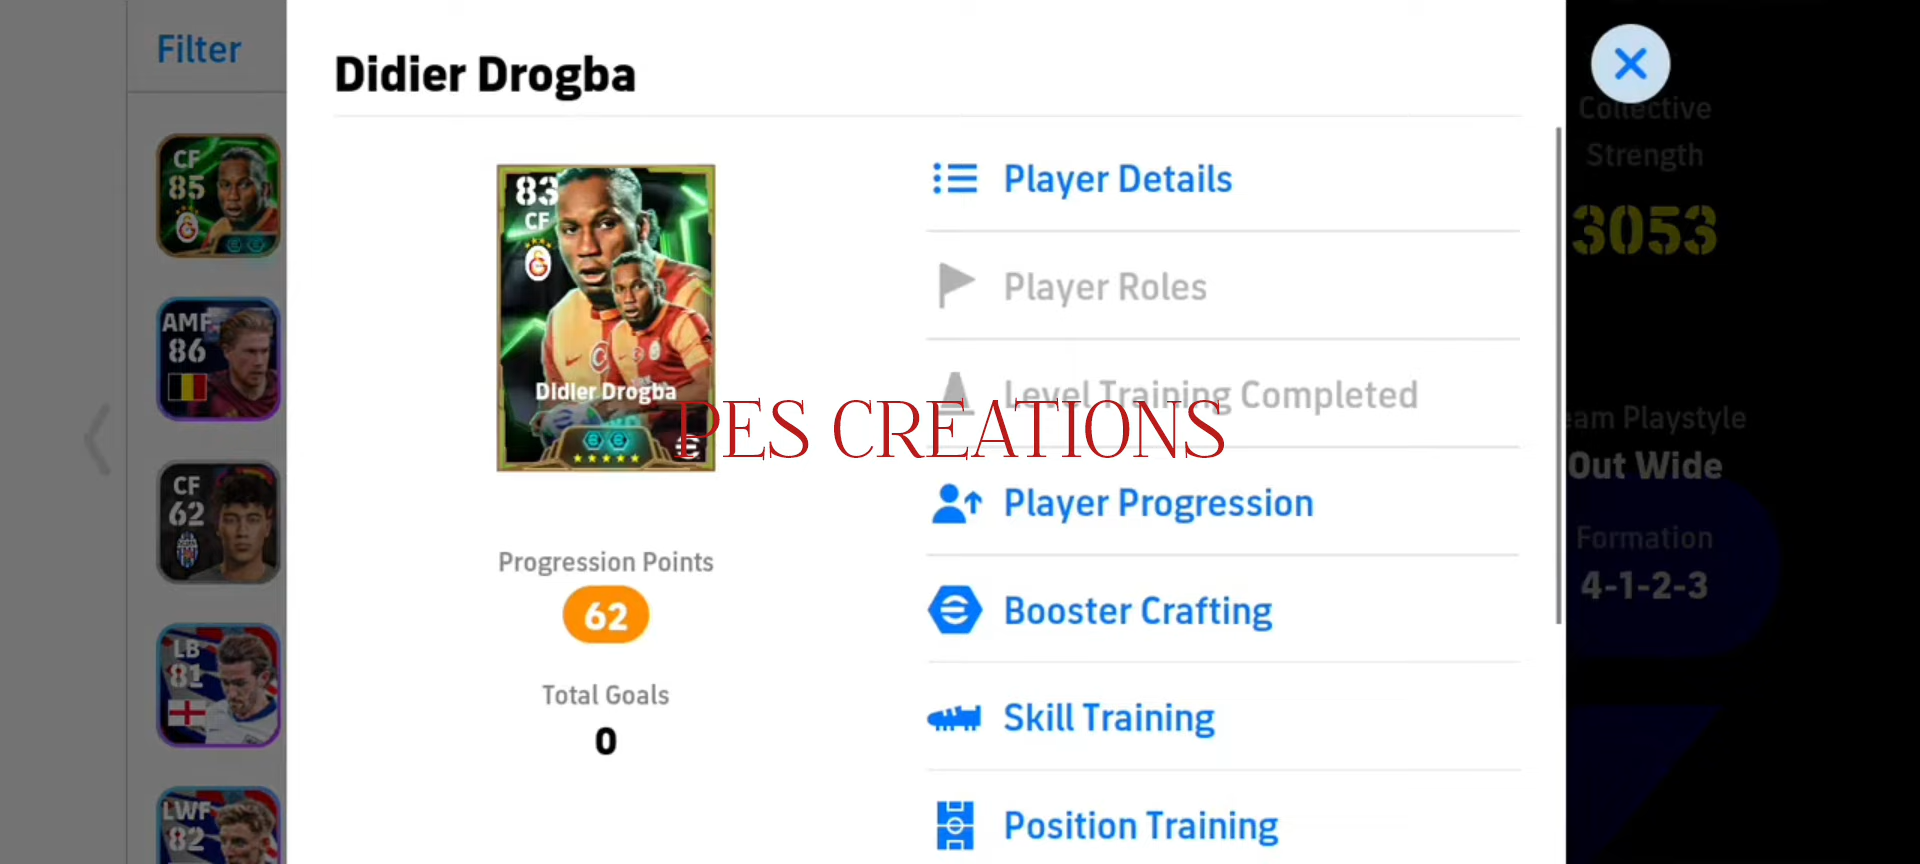 Filter
CF
85
AMF
86
CF
62
LB
81
LWF
82
Didier Drogba
83
CF
Didier Drogba
Progression Points
62
Total Goals
0
Player Details
Player Roles
Level Training Completed
PES CREATIONS
Player Progression
Booster Crafting
Skill Training
Position Training
Collective
Strength
3053
eam Playstyle
Out Wide
Formation
4-1-2-3